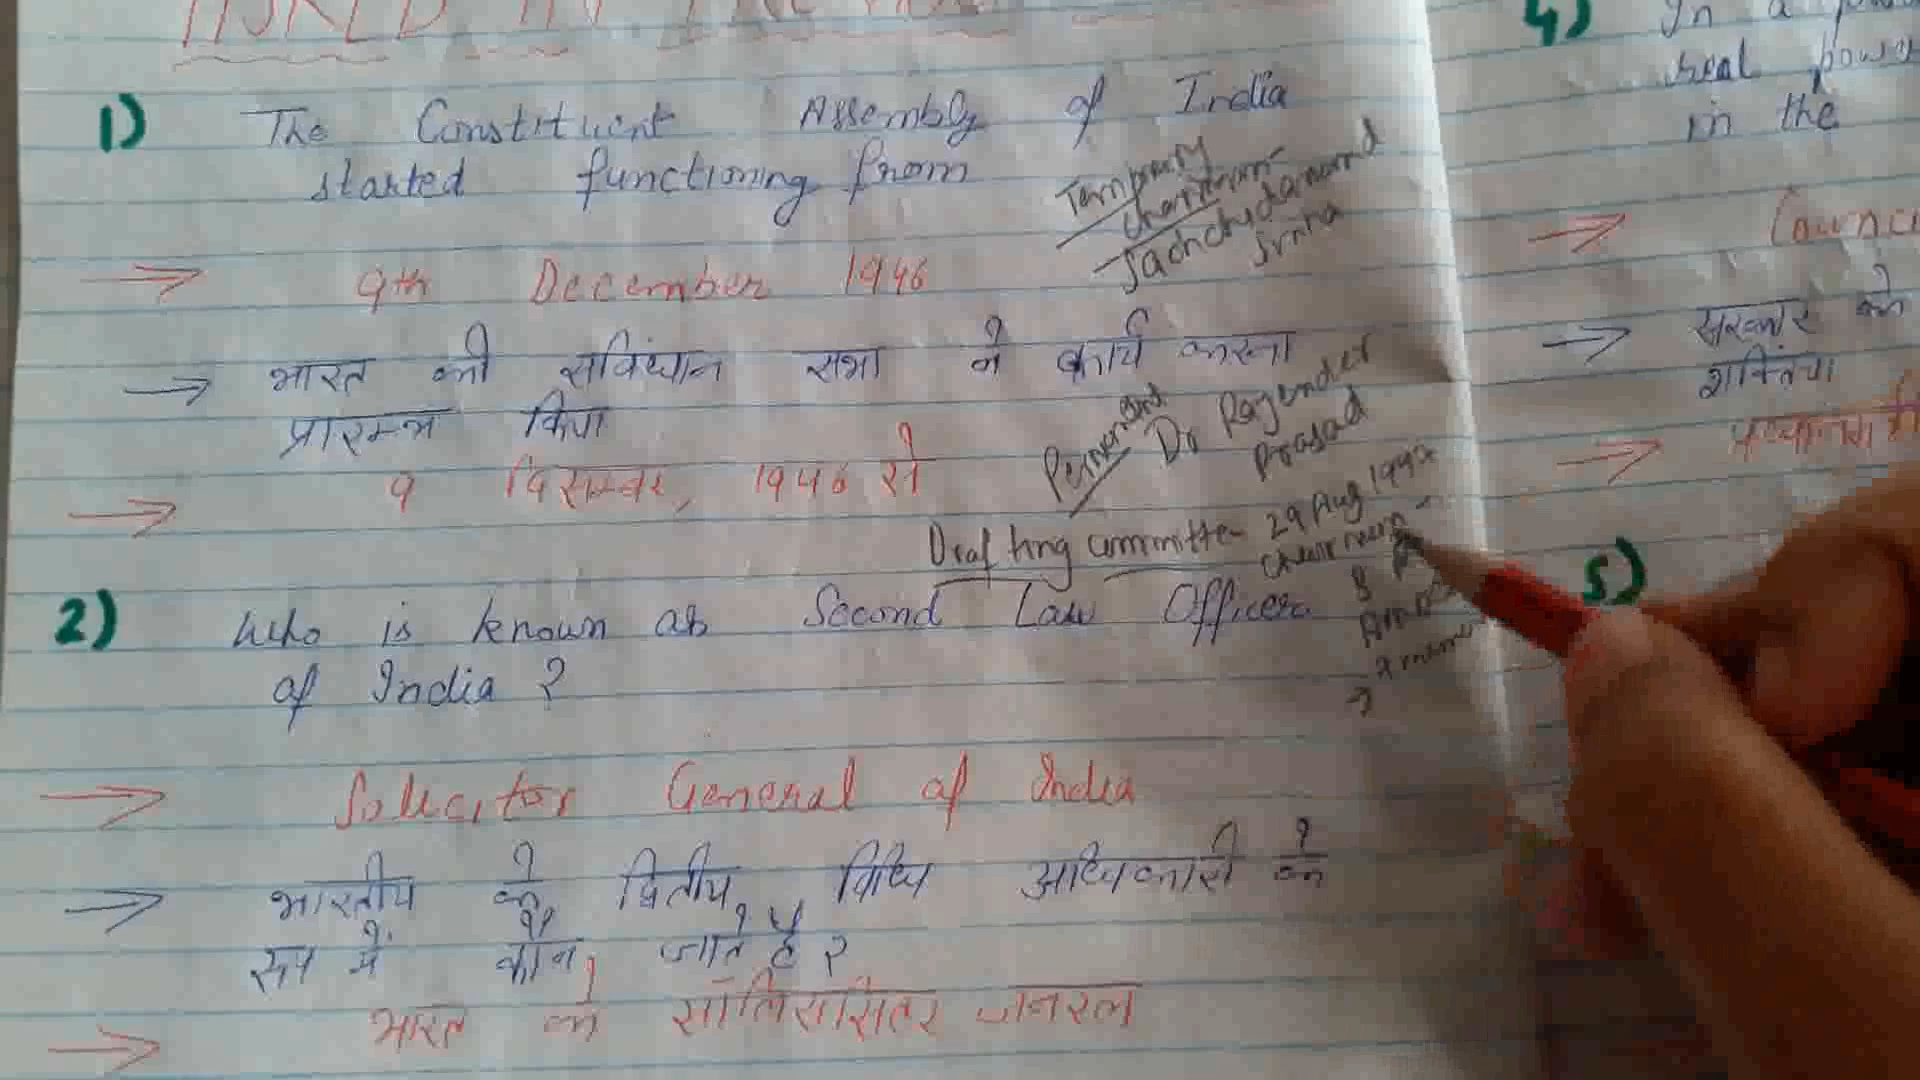 1) The Constituent Assembly of India
started functioning from
→ 9th December 1946
Temporary
chairman-
Sachchidanand
Sinha
→ भारत की सविंधान सभा ने कार्य करना
प्रारम्भ किया
→ 9 दिसम्बर, 1946 से
Permenant
Dr Rajender
Prasad
Drafting committee 29 Aug 194
chairman -
B
2) Who is known as Second Law Officer
of India ?
→ Solicitor General of India
→ भारतीय के द्वितीय विधि अधिकारी के
रूप में कौन जाते है ?
→ भारत के सॉलिसिटर जनरल
4) In a
real power
in the
→
→ सरकार के
शक्तियां
→
5)